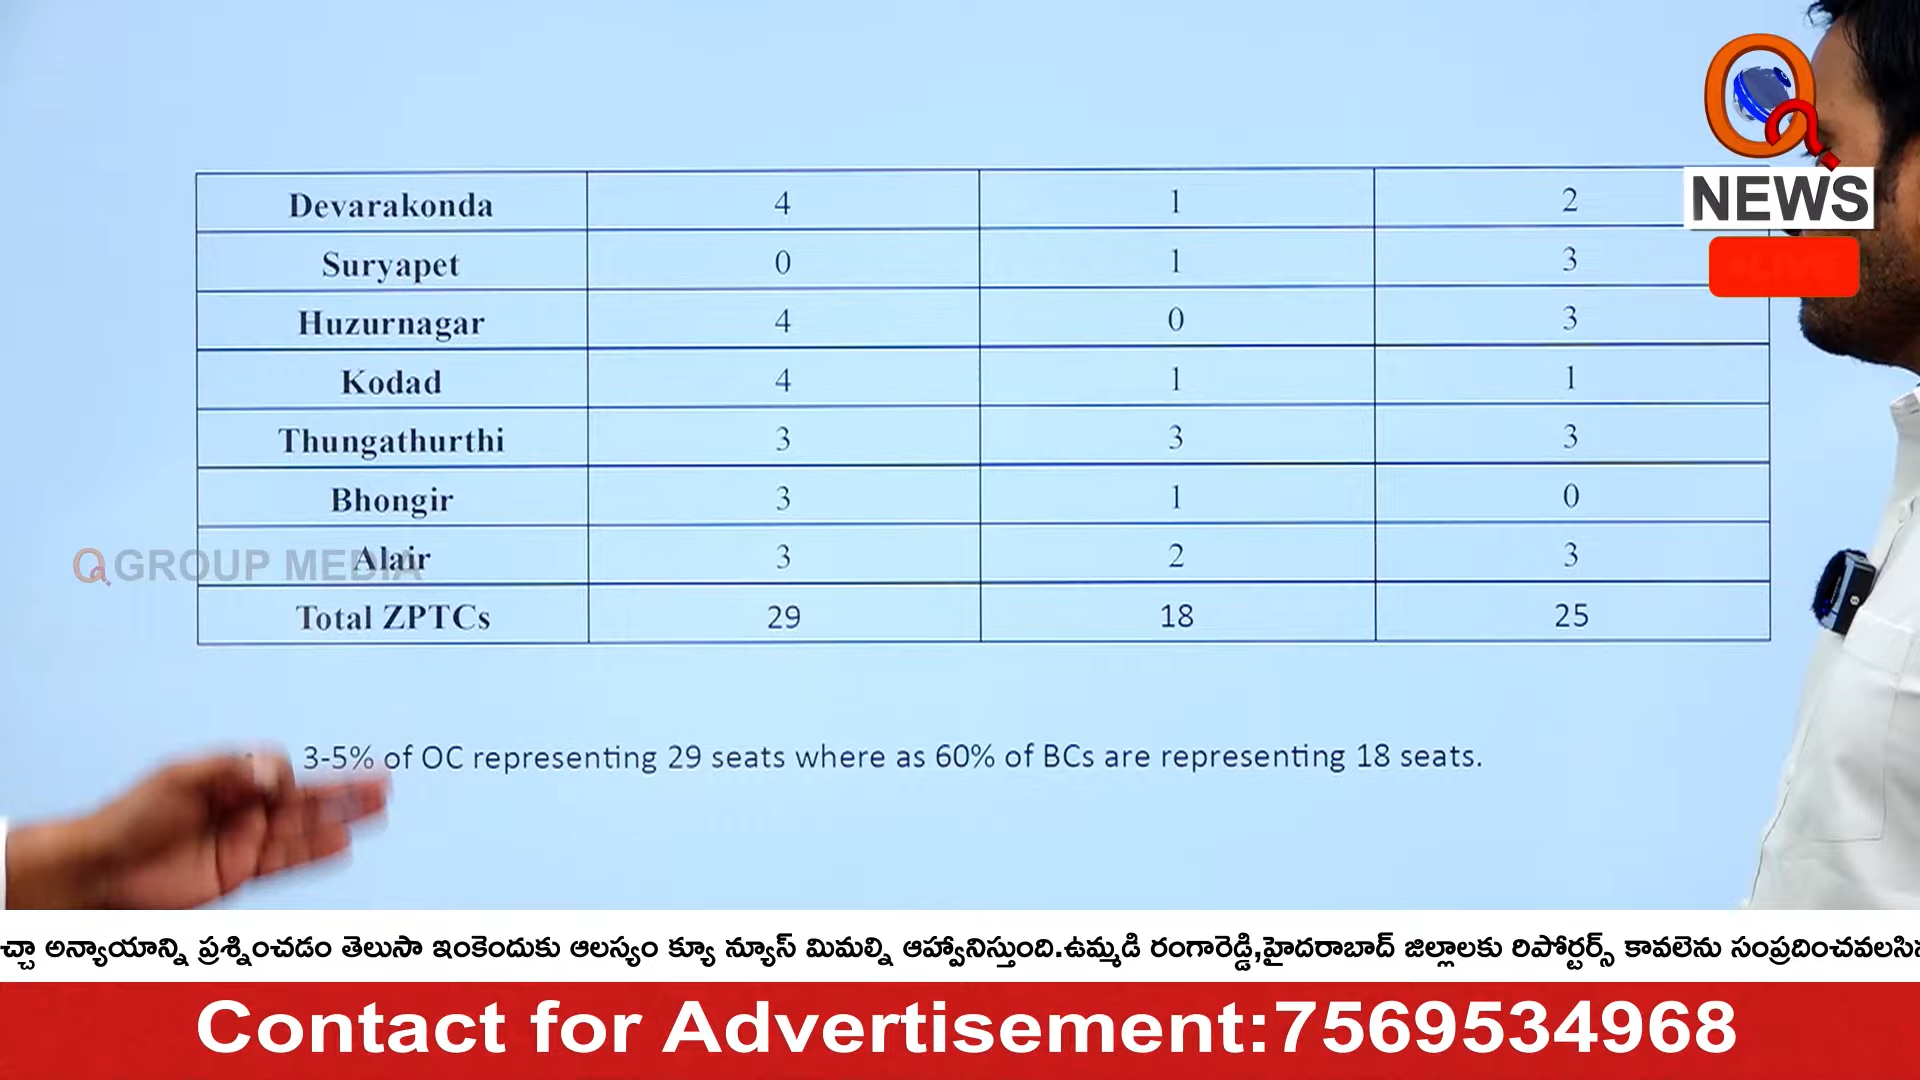 NEWS
Devarakonda 4 1 2
Suryapet 0 1 3
Huzurnagar 4 0 3
Kodad 4 1 1
Thungathurthi 3 3 3
Bhongir 3 1 0
Alair 3 2 3
GROUP MEDIA
Total ZPTCs 29 18 25
3-5% of OC representing 29 seats where as 60% of BCs are representing 18 seats.
అన్యాయాన్ని ప్రశ్నించడం తెలుసా ఇంకెందుకు ఆలస్యం క్యూ న్యూస్ మిమల్ని ఆహ్వానిస్తుంది.ఉమ్మడి రంగారెడ్డి,హైదరాబాద్ జిల్లాలకు రిపోర్టర్స్ కావలెను
Contact for Advertisement:7569534968